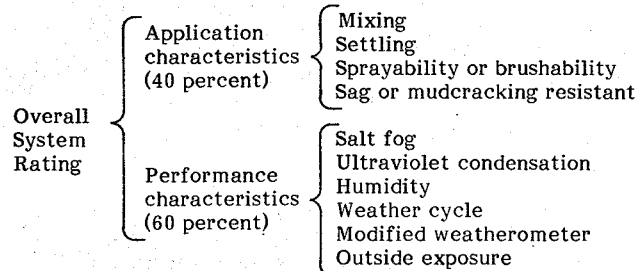 Overall
System
Rating
Application
characteristics
(40 percent)
Mixing
Settling
Sprayability or brushability
Sag or mudcracking resistant
Performance
characteristics
(60 percent)
Salt fog
Ultraviolet condensation
Humidity
Weather cycle
Modified weatherometer
Outside exposure